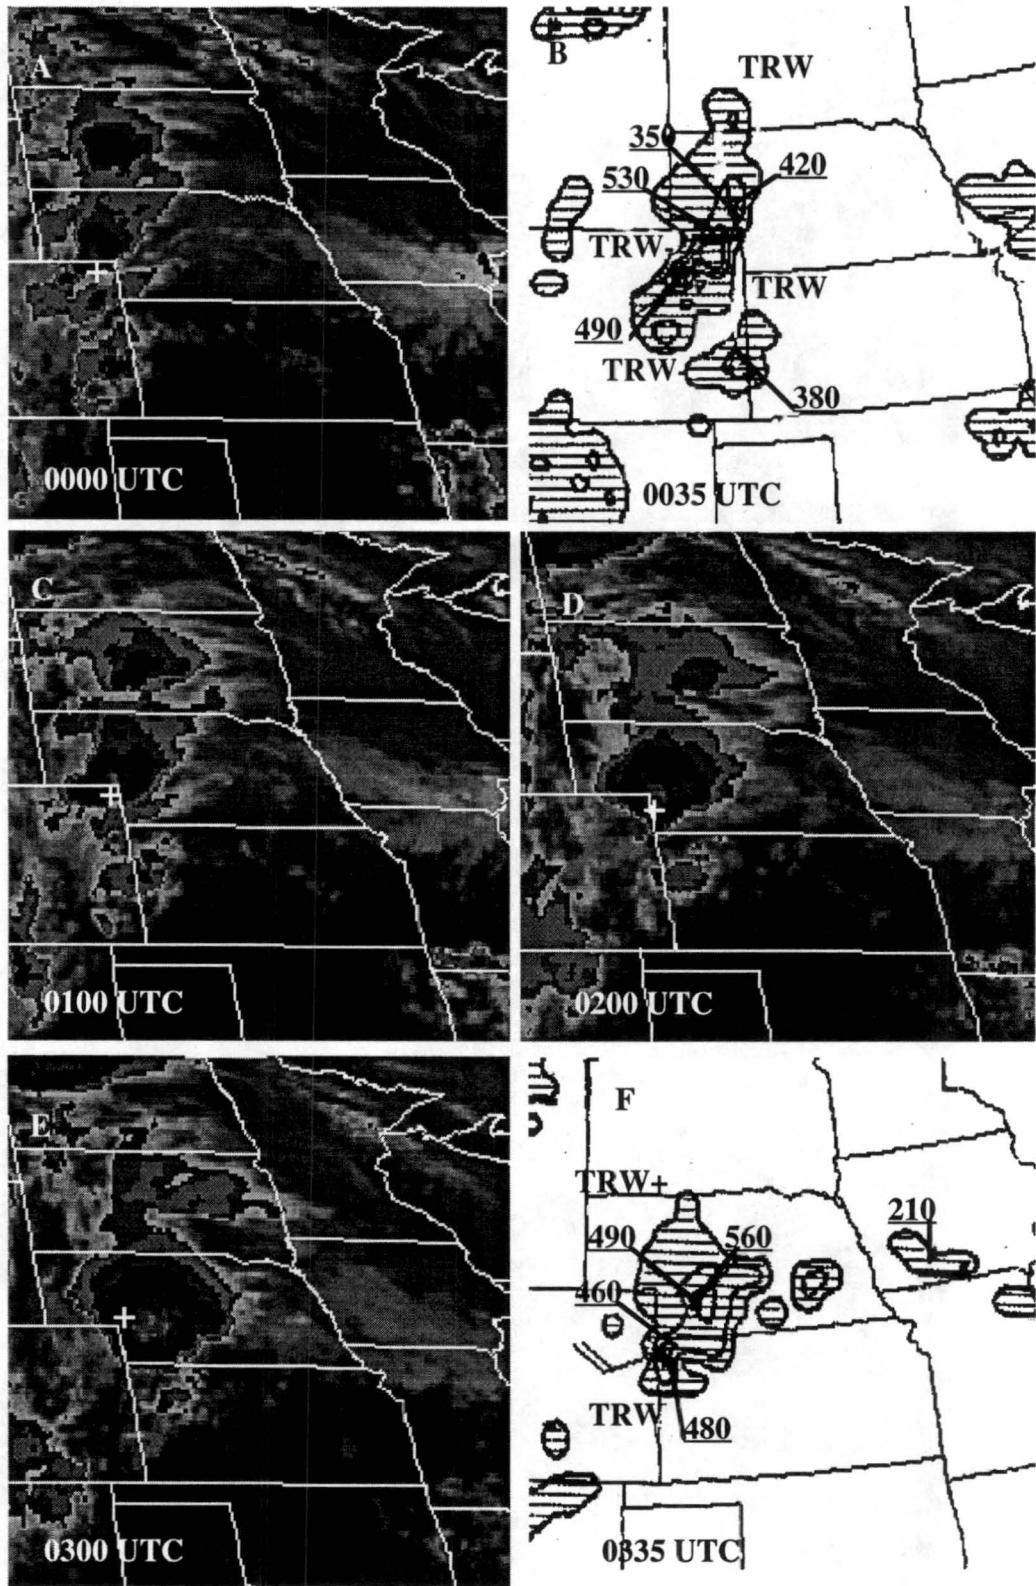 A
0000 UTC
B
TRW
350
530
420
TRW-
TRW
490
TRW-
380
0035 UTC
C
0100 UTC
D
0200 UTC
E
0300 UTC
F
TRW+
210
490
560
460
TRW
480
0335 UTC